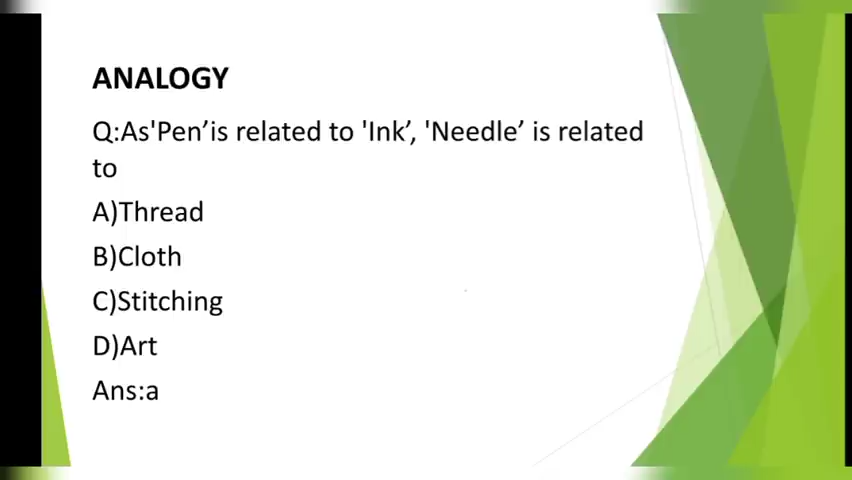 ANALOGY
Q:As'Pen’is related to 'Ink’, 'Needle’ is related
to
A)Thread
B)Cloth
C)Stitching
D)Art
Ans:a